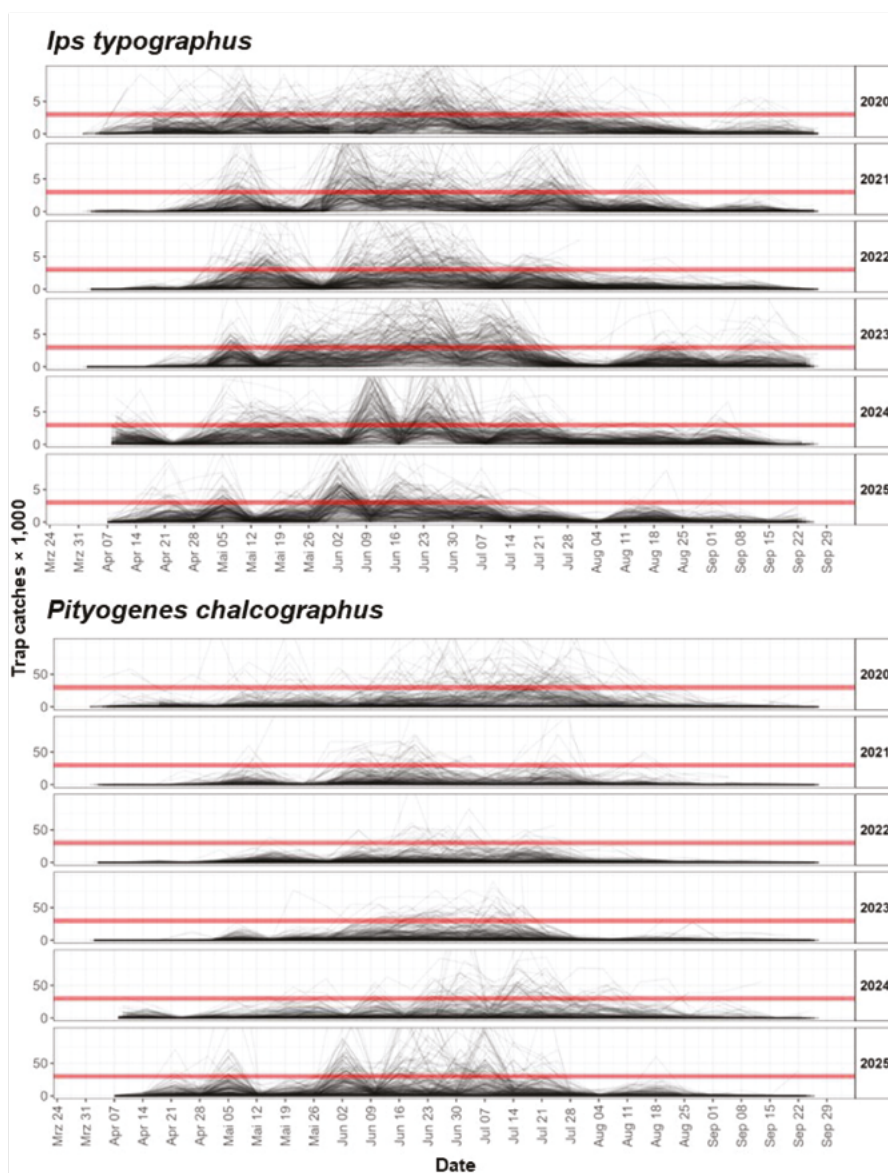 Ips typographus
5
0
2020
5
0
2021
5
0
2022
5
0
2023
5
0
2024
5
0
2025
Mrz 24
Mrz 31
Apr 07
Apr 14
Apr 21
Apr 28
Mai 05
Mai 12
Mai 19
Mai 26
Jun 02
Jun 09
Jun 16
Jun 23
Jun 30
Jul 07
Jul 14
Jul 21
Jul 28
Aug 04
Aug 11
Aug 18
Aug 25
Sep 01
Sep 08
Sep 15
Sep 22
Sep 29
Trap catches × 1,000
Pityogenes chalcographus
50
0
2020
50
0
2021
50
0
2022
50
0
2023
50
0
2024
50
0
2025
Mrz 24
Mrz 31
Apr 07
Apr 14
Apr 21
Apr 28
Mai 05
Mai 12
Mai 19
Mai 26
Jun 02
Jun 09
Jun 16
Jun 23
Jun 30
Jul 07
Jul 14
Jul 21
Jul 28
Aug 04
Aug 11
Aug 18
Aug 25
Sep 01
Sep 08
Sep 15
Sep 22
Sep 29
Date